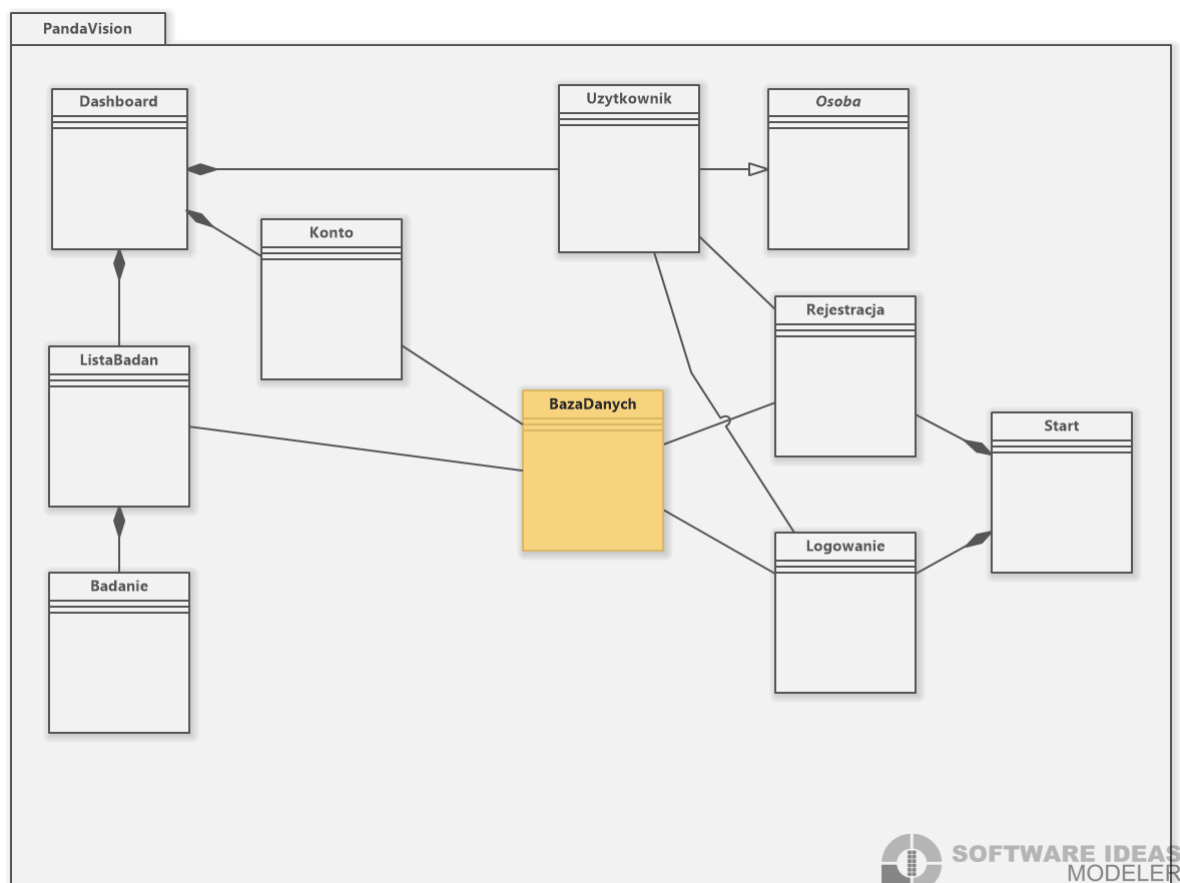 PandaVision
Dashboard
Uzytkownik
Osoba
Konto
Rejestracja
ListaBadan
BazaDanych
Start
Logowanie
Badanie
SOFTWARE IDEAS
MODELER